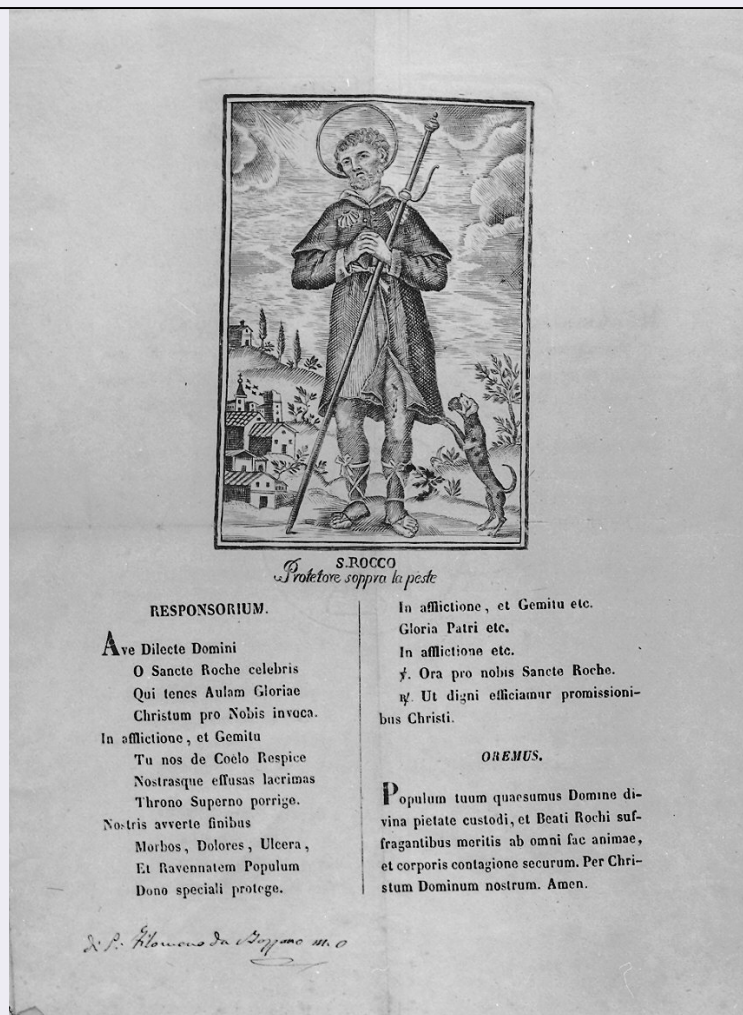 S. ROCCO
Protetore soppra la peste
RESPONSORIUM.
Ave Dilecte Domini
O Sancte Roche celebris
Qui tenes Aulam Gloriae
Christum pro Nobis invoca.
In afflictione, et Gemitu
Tu nos de Coelo Respice
Nostrasque effusas lacrimas
Throno Superno porrige.
Nostris avverte finibus
Morbos, Dolores, Ulcera,
Et Ravennatem Populum
Dono speciali protege.
In afflictione, et Gemitu etc.
Gloria Patri etc.
In afflictione etc.
℣. Ora pro nobis Sancte Roche.
℟. Ut digni efficiamur promissioni-
bus Christi.
OREMUS.
Populum tuum quaesumus Domine di-
vina pietate custodi, et Beati Rochi suf-
fragantibus meritis ab omni fac animae,
et corporis contagione securum. Per Chri-
stum Dominum nostrum. Amen.
di P. Filomeno da m. o